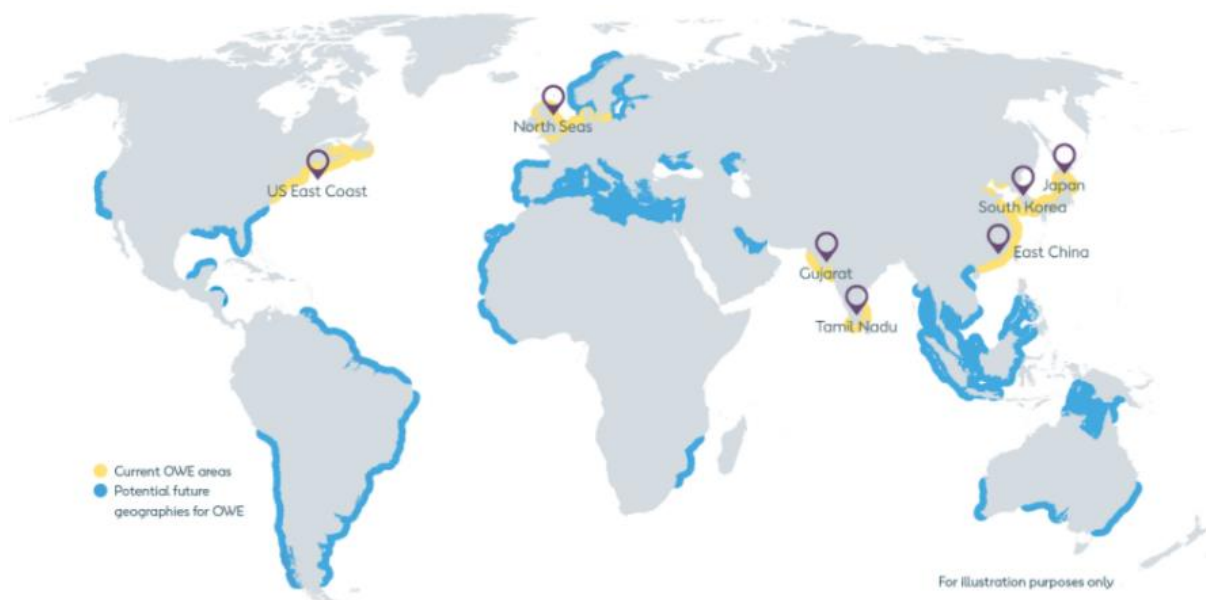 North Seas
US East Coast
Japan
South Korea
East China
Gujarat
Tamil Nadu
Current OWE areas
Potential future
geographies for OWE
For illustration purposes only